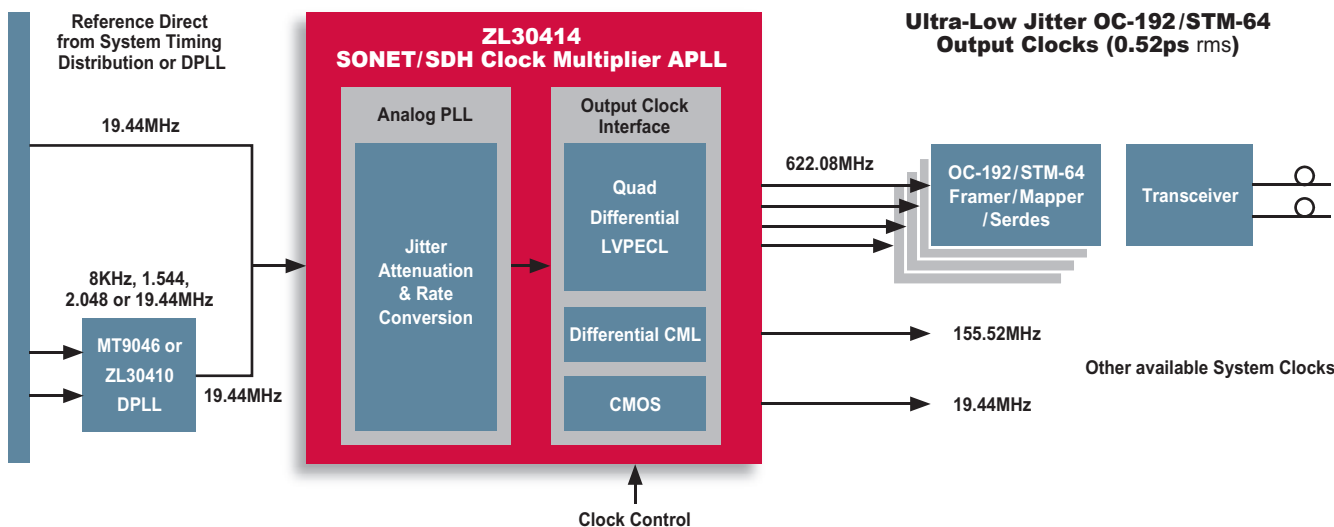 Reference Direct
from System Timing
Distribution or DPLL
19.44MHz
8KHz, 1.544,
2.048 or 19.44MHz
MT9046 or
ZL30410
DPLL
19.44MHz
ZL30414
SONET/SDH Clock Multiplier APLL
Analog PLL
Jitter
Attenuation
& Rate
Conversion
Output Clock
Interface
Quad
Differential
LVPECL
Differential CML
CMOS
Clock Control
Ultra-Low Jitter OC-192/STM-64
Output Clocks (0.52ps rms)
622.08MHz
OC-192/STM-64
Framer/Mapper
/Serdes
Transceiver
155.52MHz
Other available System Clocks
19.44MHz